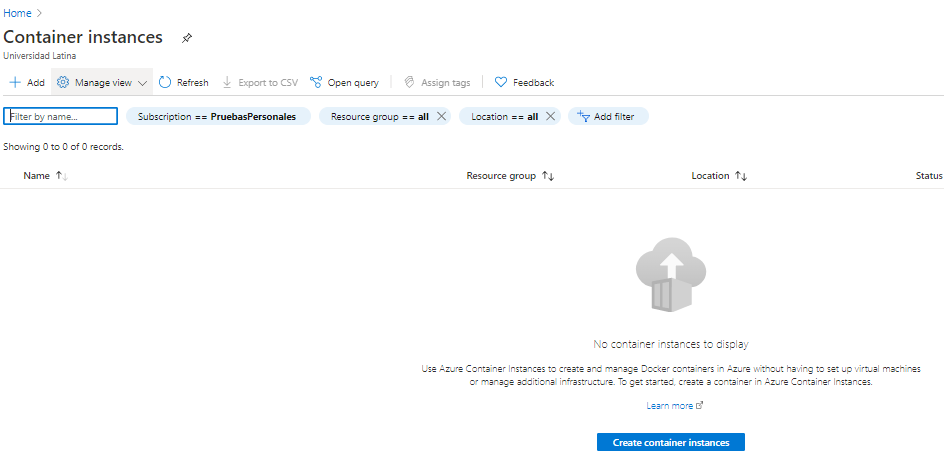 Home
Container instances
Universidad Latina
Add Manage view Refresh Export to CSV Open query Assign tags Feedback
Filter by name... Subscription == PruebasPersonales Resource group == all Location == all Add filter
Showing 0 to 0 of 0 records.
Name Resource group Location Status
No container instances to display
Use Azure Container Instances to create and manage Docker containers in Azure without having to set up virtual machines
or manage additional infrastructure. To get started, create a container in Azure Container Instances.
Learn more
Create container instances